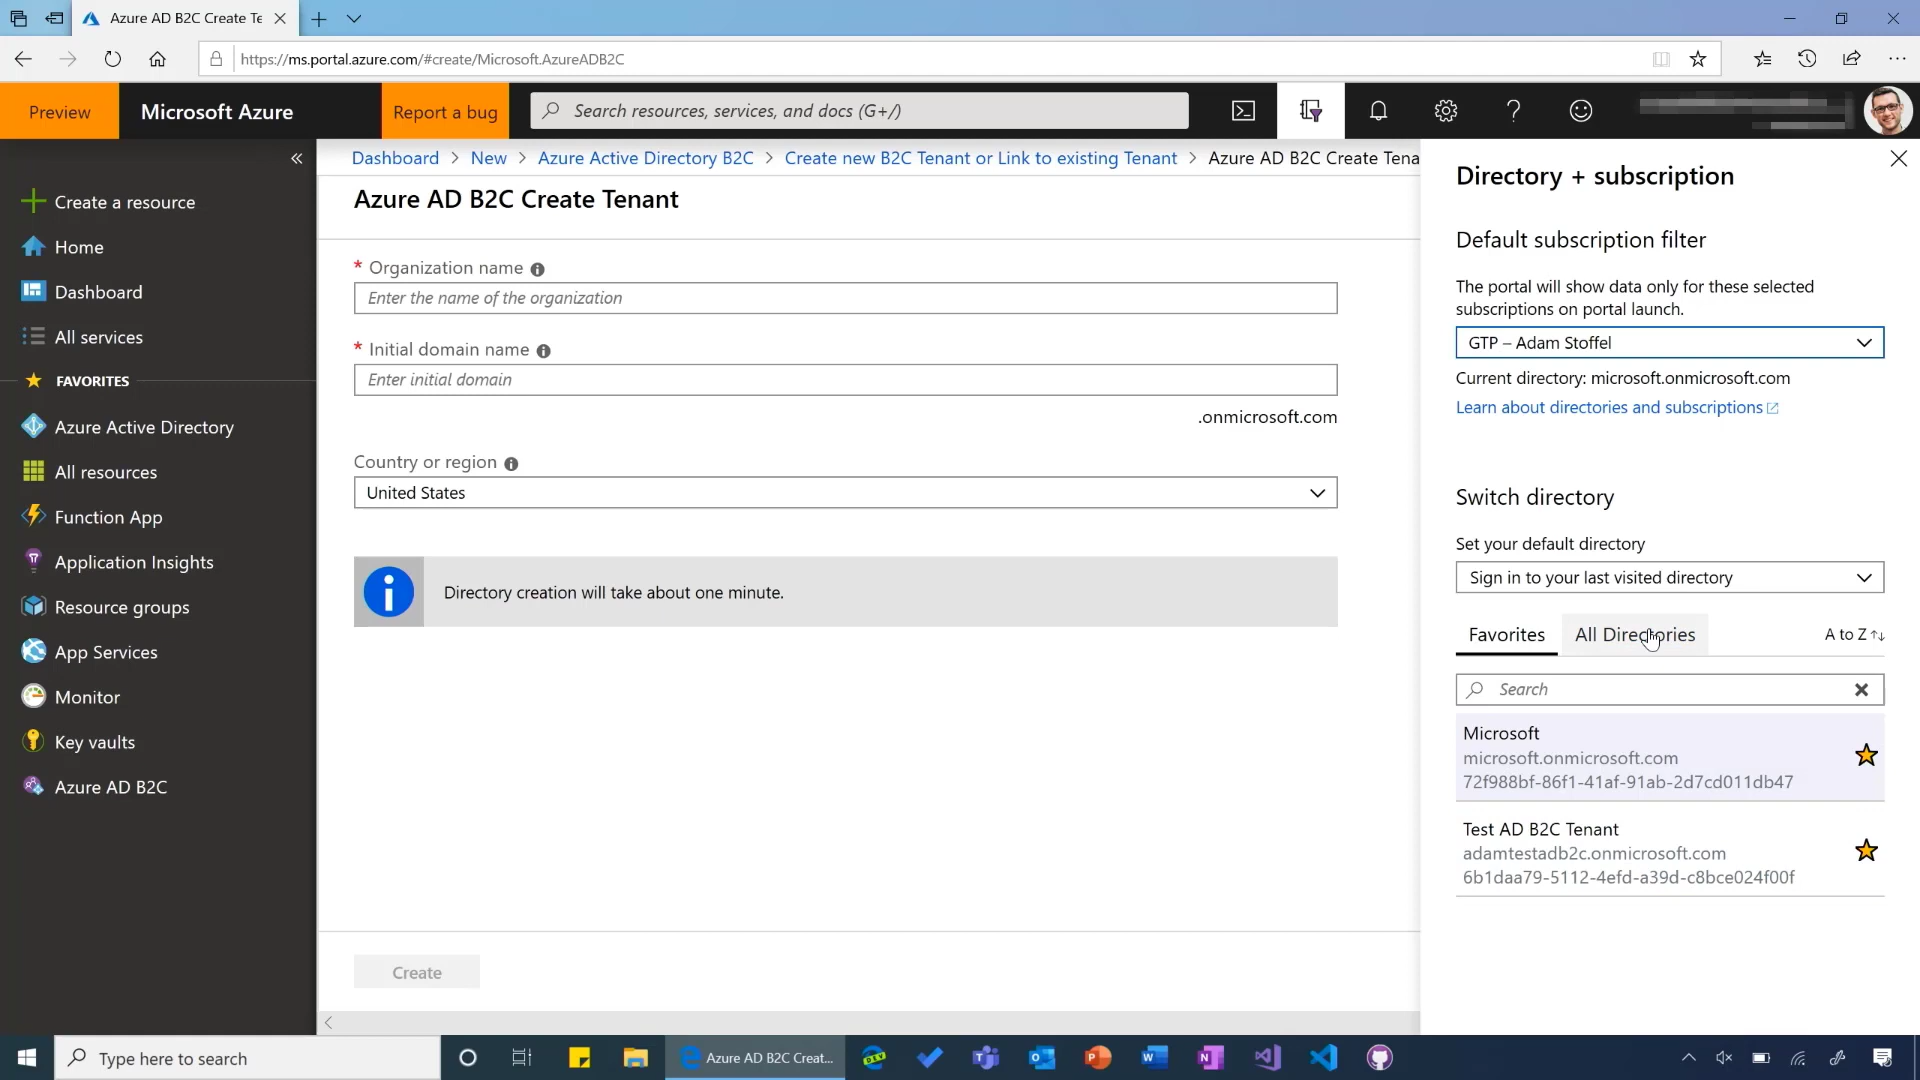 Azure AD B2C Create Te
https://ms.portal.azure.com/#create/Microsoft.AzureADB2C
Preview
Microsoft Azure
Report a bug
Search resources, services, and docs (G+/)
Dashboard > New > Azure Active Directory B2C > Create new B2C Tenant or Link to existing Tenant > Azure AD B2C Create Tena
Azure AD B2C Create Tenant
Create a resource
Home
Dashboard
All services
FAVORITES
Azure Active Directory
All resources
Function App
Application Insights
Resource groups
App Services
Monitor
Key vaults
Azure AD B2C
* Organization name
Enter the name of the organization
* Initial domain name
Enter initial domain
.onmicrosoft.com
Country or region
United States
Directory creation will take about one minute.
Create
Directory + subscription
Default subscription filter
The portal will show data only for these selected
subscriptions on portal launch.
GTP – Adam Stoffel
Current directory: microsoft.onmicrosoft.com
Learn about directories and subscriptions
Switch directory
Set your default directory
Sign in to your last visited directory
Favorites
All Directories
A to Z
Search
Microsoft
microsoft.onmicrosoft.com
72f988bf-86f1-41af-91ab-2d7cd011db47
Test AD B2C Tenant
adamtestadb2c.onmicrosoft.com
6b1daa79-5112-4efd-a39d-c8bce024f00f
Type here to search
Azure AD B2C Creat...